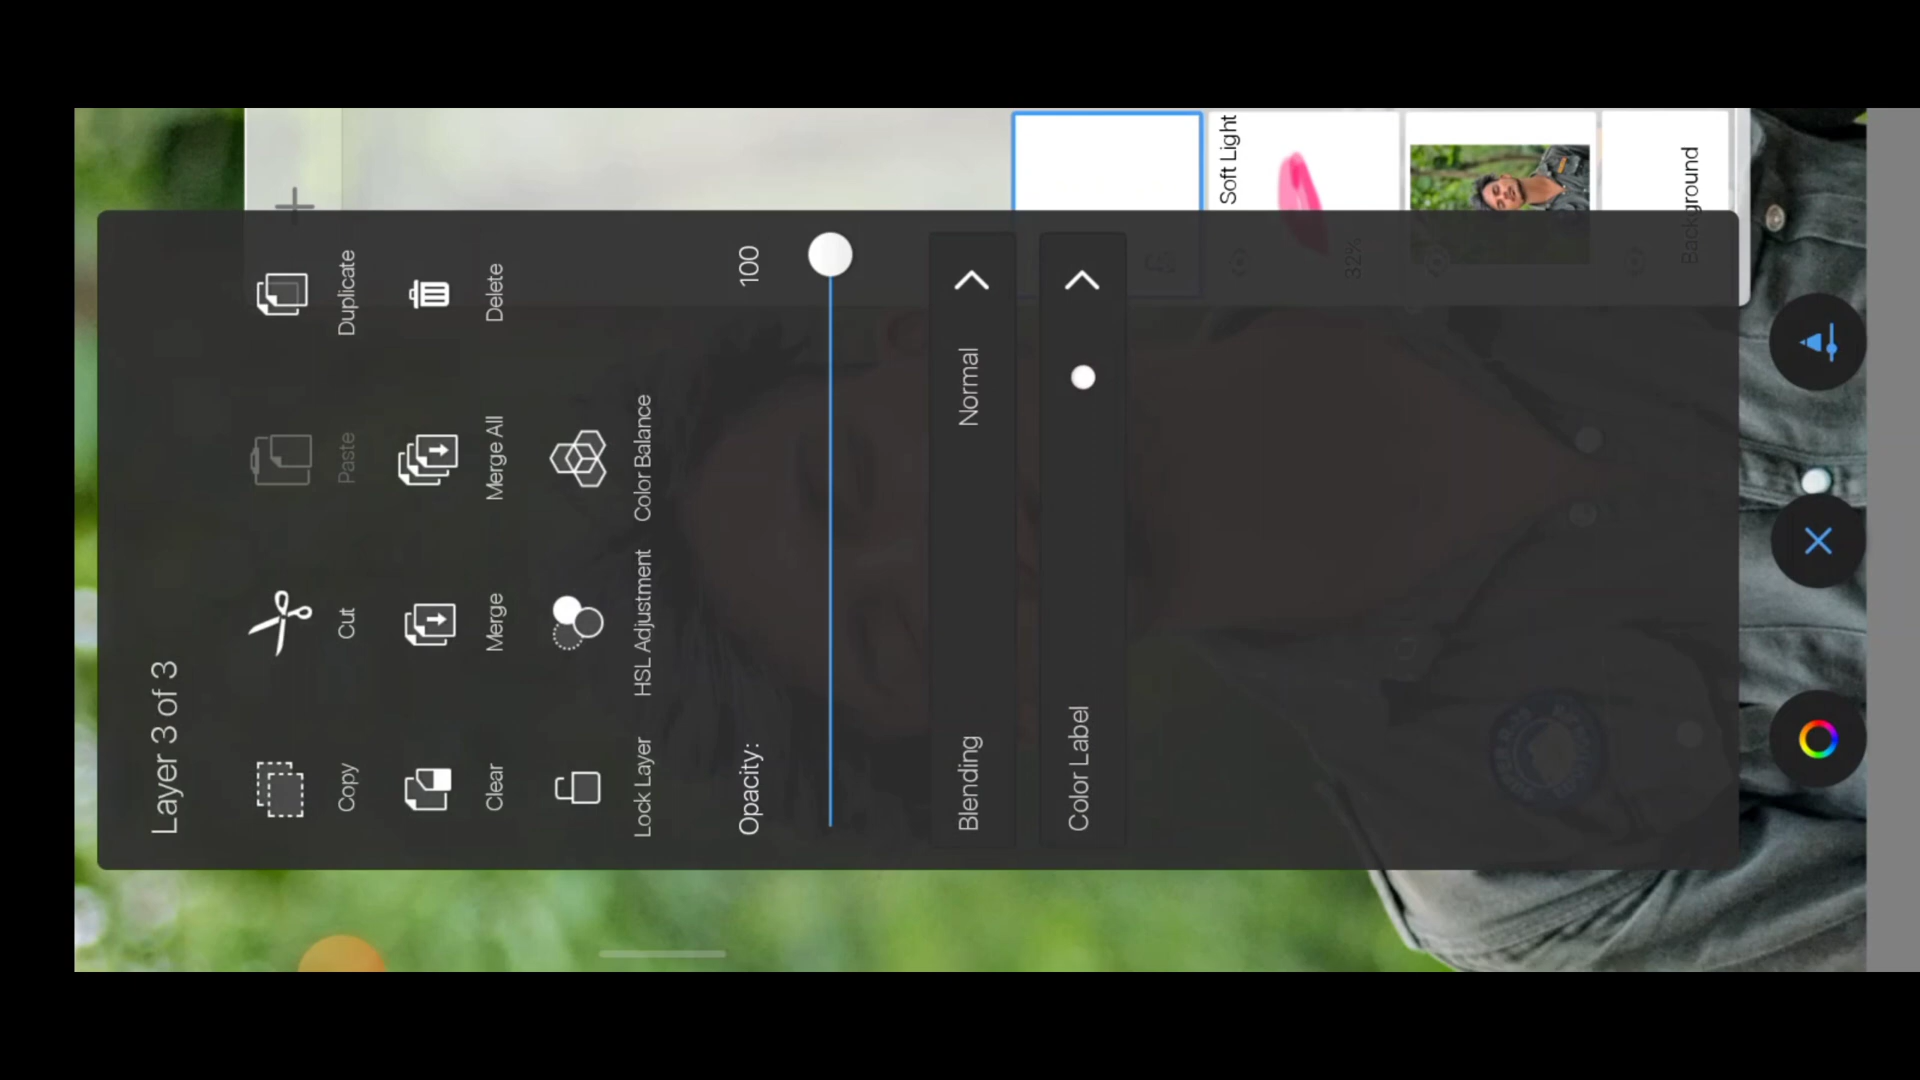 Layer 3 of 3
Copy
Cut
Paste
Duplicate
Clear
Merge
Merge All
Delete
Lock Layer
HSL Adjustment
Color Balance
Opacity:
100
Blending
Normal
Color Label
Soft Light
32%
Background